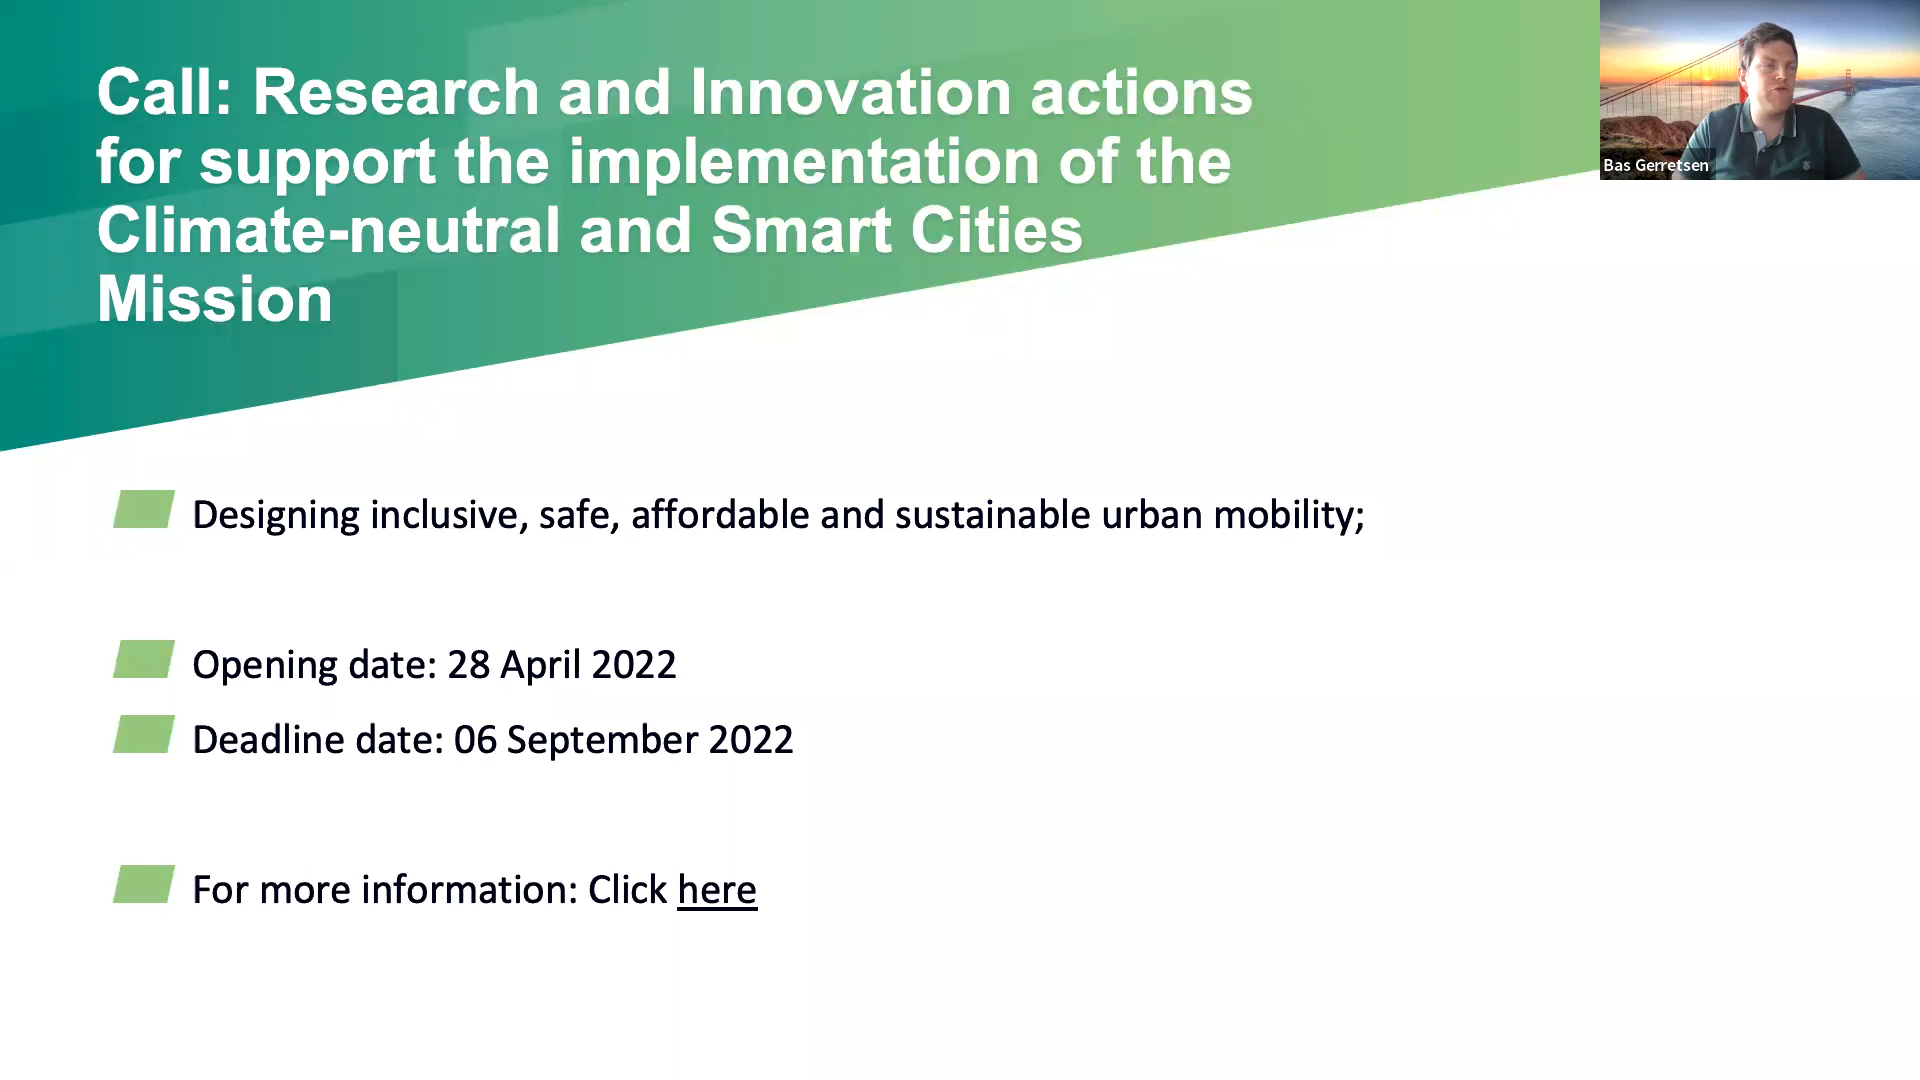 Call: Research and Innovation actions
for support the implementation of the
Climate-neutral and Smart Cities
Mission
Bas Gerretsen
Designing inclusive, safe, affordable and sustainable urban mobility;
Opening date: 28 April 2022
Deadline date: 06 September 2022
For more information: Click here